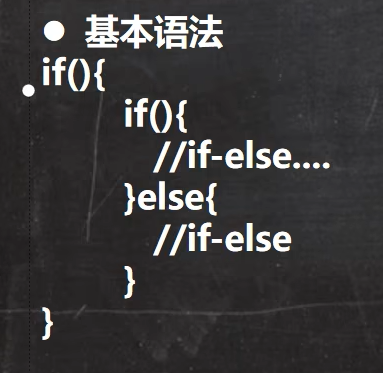 ● 基本语法
if(){
if(){
//if-else....
}else{
//if-else
}
}